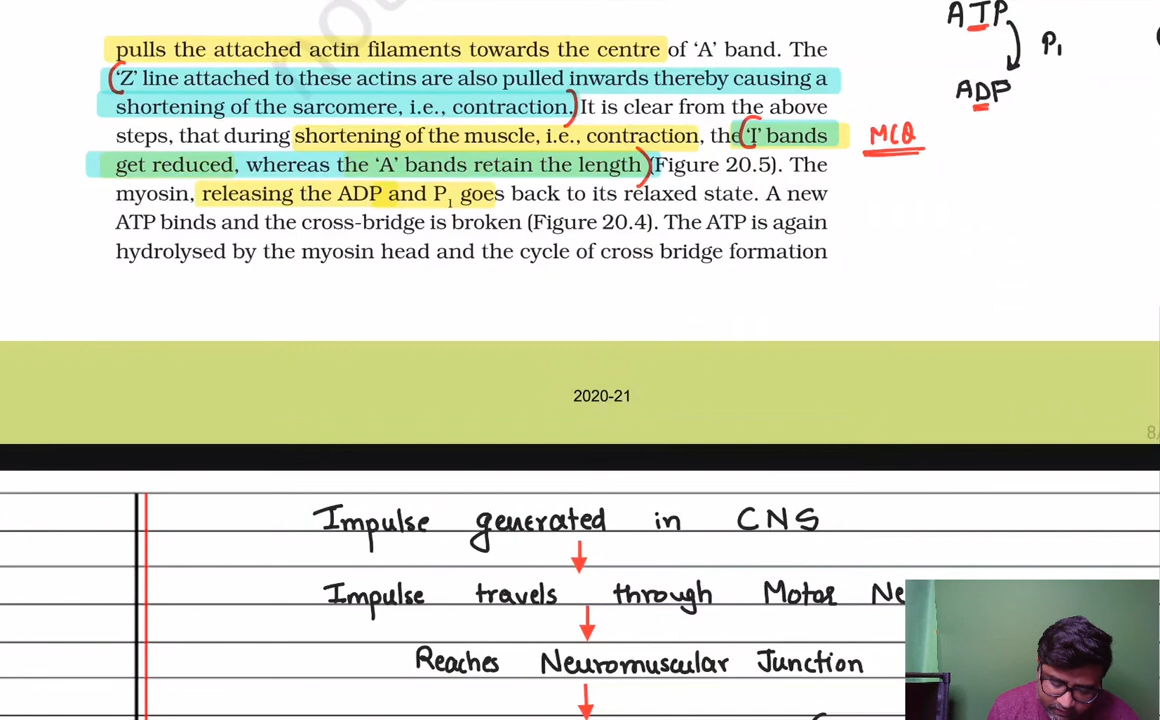 ATP
P₁
ADP
pulls the attached actin filaments towards the centre of ‘A’ band. The
‘Z’ line attached to these actins are also pulled inwards thereby causing a
shortening of the sarcomere, i.e., contraction. It is clear from the above
steps, that during shortening of the muscle, i.e., contraction, the ‘I’ bands
MCQ
get reduced, whereas the ‘A’ bands retain the length (Figure 20.5). The
myosin, releasing the ADP and P₁ goes back to its relaxed state. A new
ATP binds and the cross-bridge is broken (Figure 20.4). The ATP is again
hydrolysed by the myosin head and the cycle of cross bridge formation
2020-21
Impulse generated in CNS
Impulse travels through Motor Ne
Reaches Neuromuscular Junction